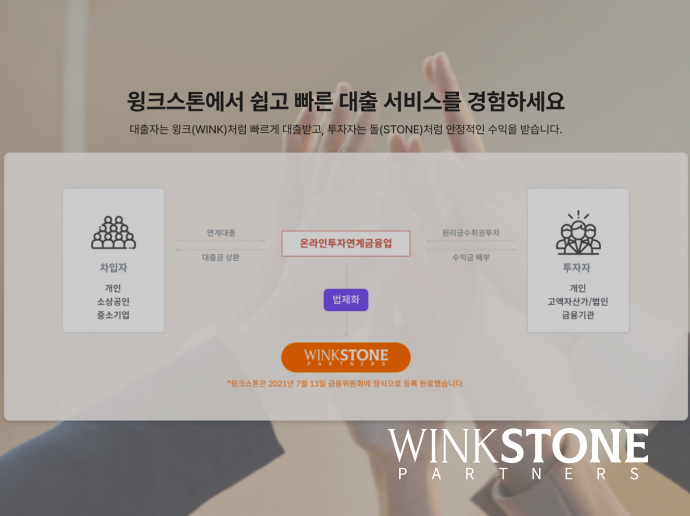 윙크스톤에서 쉽고 빠른 대출 서비스를 경험하세요
대출자는 윙크(WINK)처럼 빠르게 대출받고, 투자자는 돌(STONE)처럼 안정적인 수익을 받습니다.
연계대출
대출금 상환
온라인투자연계금융업
원리금수취권투자
수익금 배부
차입자
개인
소상공인
중소기업
투자자
개인
고액자산가/법인
금융기관
법제화
WINKSTONE
PARTNERS
*윙크스톤은 2021년 7월 13일 금융위원회에 정식으로 등록 완료했습니다.
WINKSTONE
PARTNERS